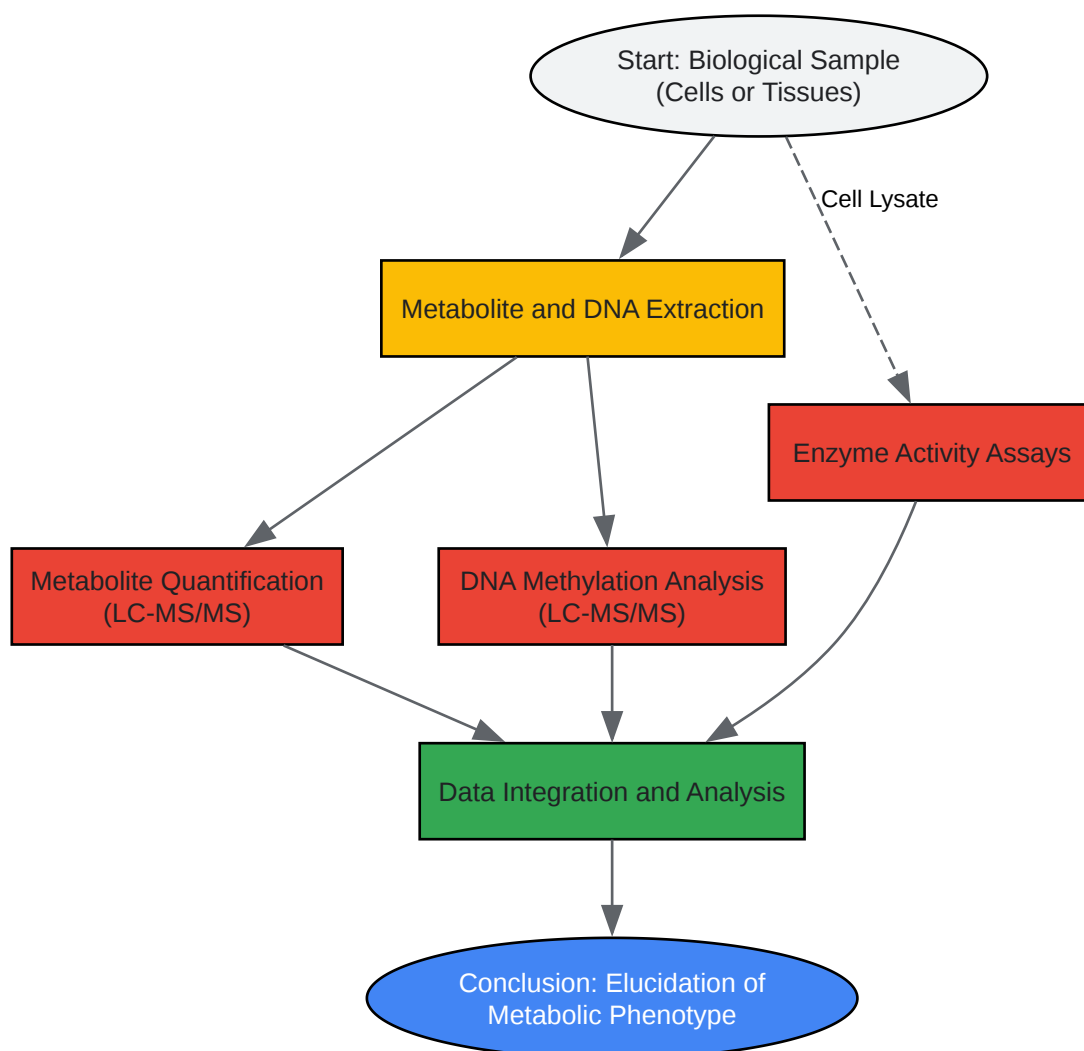 Start: Biological Sample
(Cells or Tissues)
Cell Lysate
Metabolite and DNA Extraction
Enzyme Activity Assays
Metabolite Quantification
(LC-MS/MS)
DNA Methylation Analysis
(LC-MS/MS)
Data Integration and Analysis
Conclusion: Elucidation of
Metabolic Phenotype